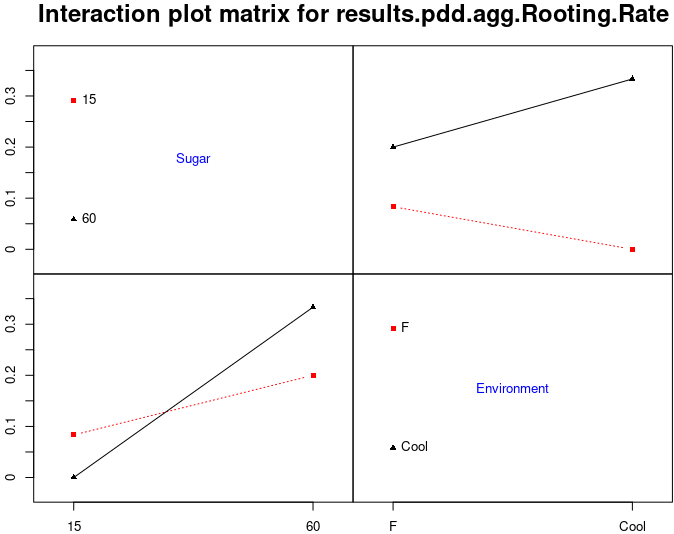 Interaction plot matrix for results.pdd.agg.Rooting.Rate
0.3
0.2
0.1
0
15
Sugar
60
0.3
0.2
0.1
0
F
Environment
Cool
15
60
F
Cool